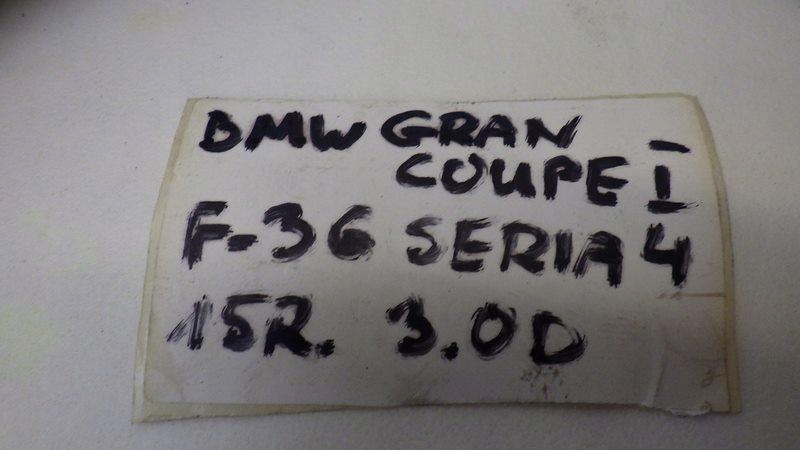 BMW GRAN
COUPE I
F-36 SERIA 4
15R. 3.0D